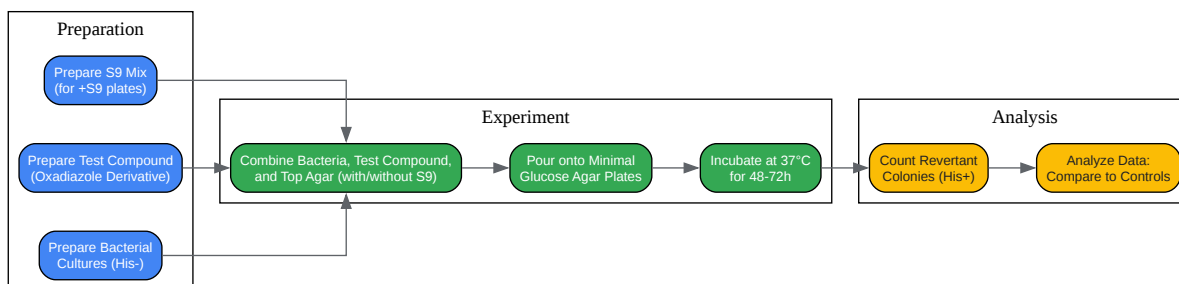 Preparation
Prepare S9 Mix
(for +S9 plates)
Prepare Test Compound
(Oxadiazole Derivative)
Prepare Bacterial
Cultures (His-)
Experiment
Combine Bacteria, Test Compound,
and Top Agar (with/without S9)
Pour onto Minimal
Glucose Agar Plates
Incubate at 37°C
for 48-72h
Analysis
Count Revertant
Colonies (His+)
Analyze Data:
Compare to Controls